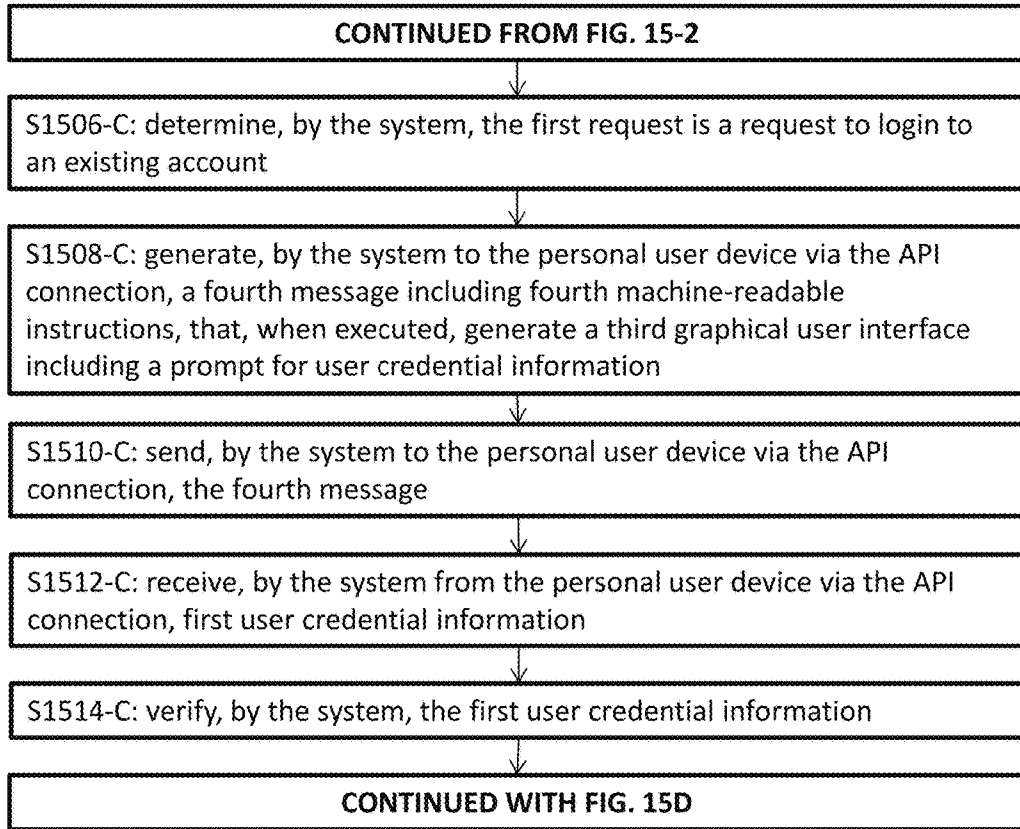 CONTINUED FROM FIG. 15-2
S1506-C: determine, by the system, the first request is a request to login to
an existing account
S1508-C: generate, by the system to the personal user device via the API
connection, a fourth message including fourth machine-readable
instructions, that, when executed, generate a third graphical user interface
including a prompt for user credential information
S1510-C: send, by the system to the personal user device via the API
connection, the fourth message
S1512-C: receive, by the system from the personal user device via the API
connection, first user credential information
S1514-C: verify, by the system, the first user credential information
CONTINUED WITH FIG. 15D